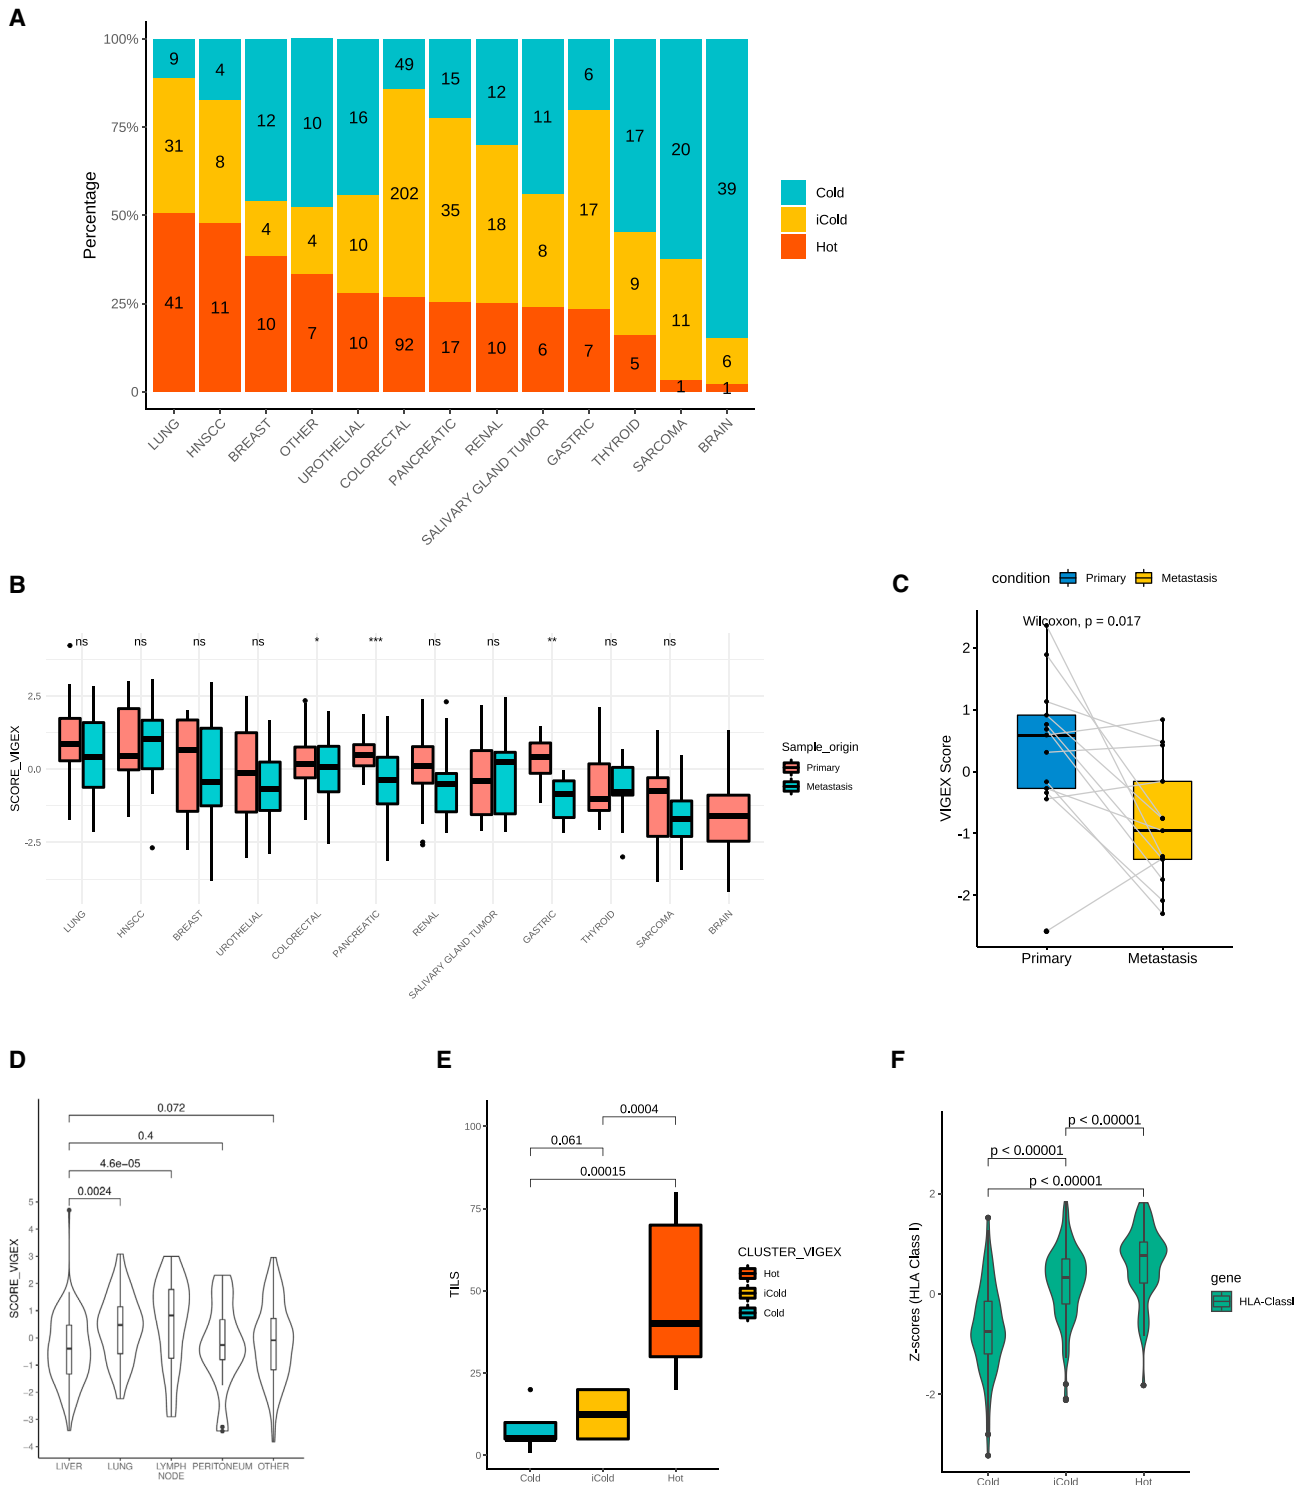 A
100%
75%
50%
25%
0
Percentage
9 4 12 10 16 49 15 12 11 6 17 20 39
31 8 4 4 10 202 35 18 8 17 9 11 6
41 11 10 7 10 92 17 10 6 7 5 1 1
LUNG HNSCC BREAST OTHER UROTHELIAL COLORECTAL PANCREATIC RENAL SALIVARY GLAND TUMOR GASTRIC THYROID SARCOMA BRAIN
Cold
iCold
Hot
B
ns ns ns ns * *** ns ns ** ns ns
2.5
0.0
-2.5
SCORE_VIGEX
LUNG HNSCC BREAST UROTHELIAL COLORECTAL PANCREATIC RENAL SALIVARY GLAND TUMOR GASTRIC THYROID SARCOMA BRAIN
Sample_origin
Primary
Metastasis
C
condition Primary Metastasis
Wilcoxon, p = 0.017
2
1
0
-1
-2
VIGEX Score
Primary Metastasis
D
0.072
0.4
4.6e-05
0.0024
5
4
3
2
1
0
−1
−2
−3
−4
SCORE_VIGEX
LIVER LUNG LYMPH NODE PERITONEUM OTHER
E
0.0004
0.061
0.00015
100
75
50
25
0
TILS
Cold iCold Hot
CLUSTER_VIGEX
Hot
iCold
Cold
F
p < 0.00001
p < 0.00001
p < 0.00001
2
0
-2
Z-scores (HLA Class I)
Cold iCold Hot
gene
HLA-ClassI